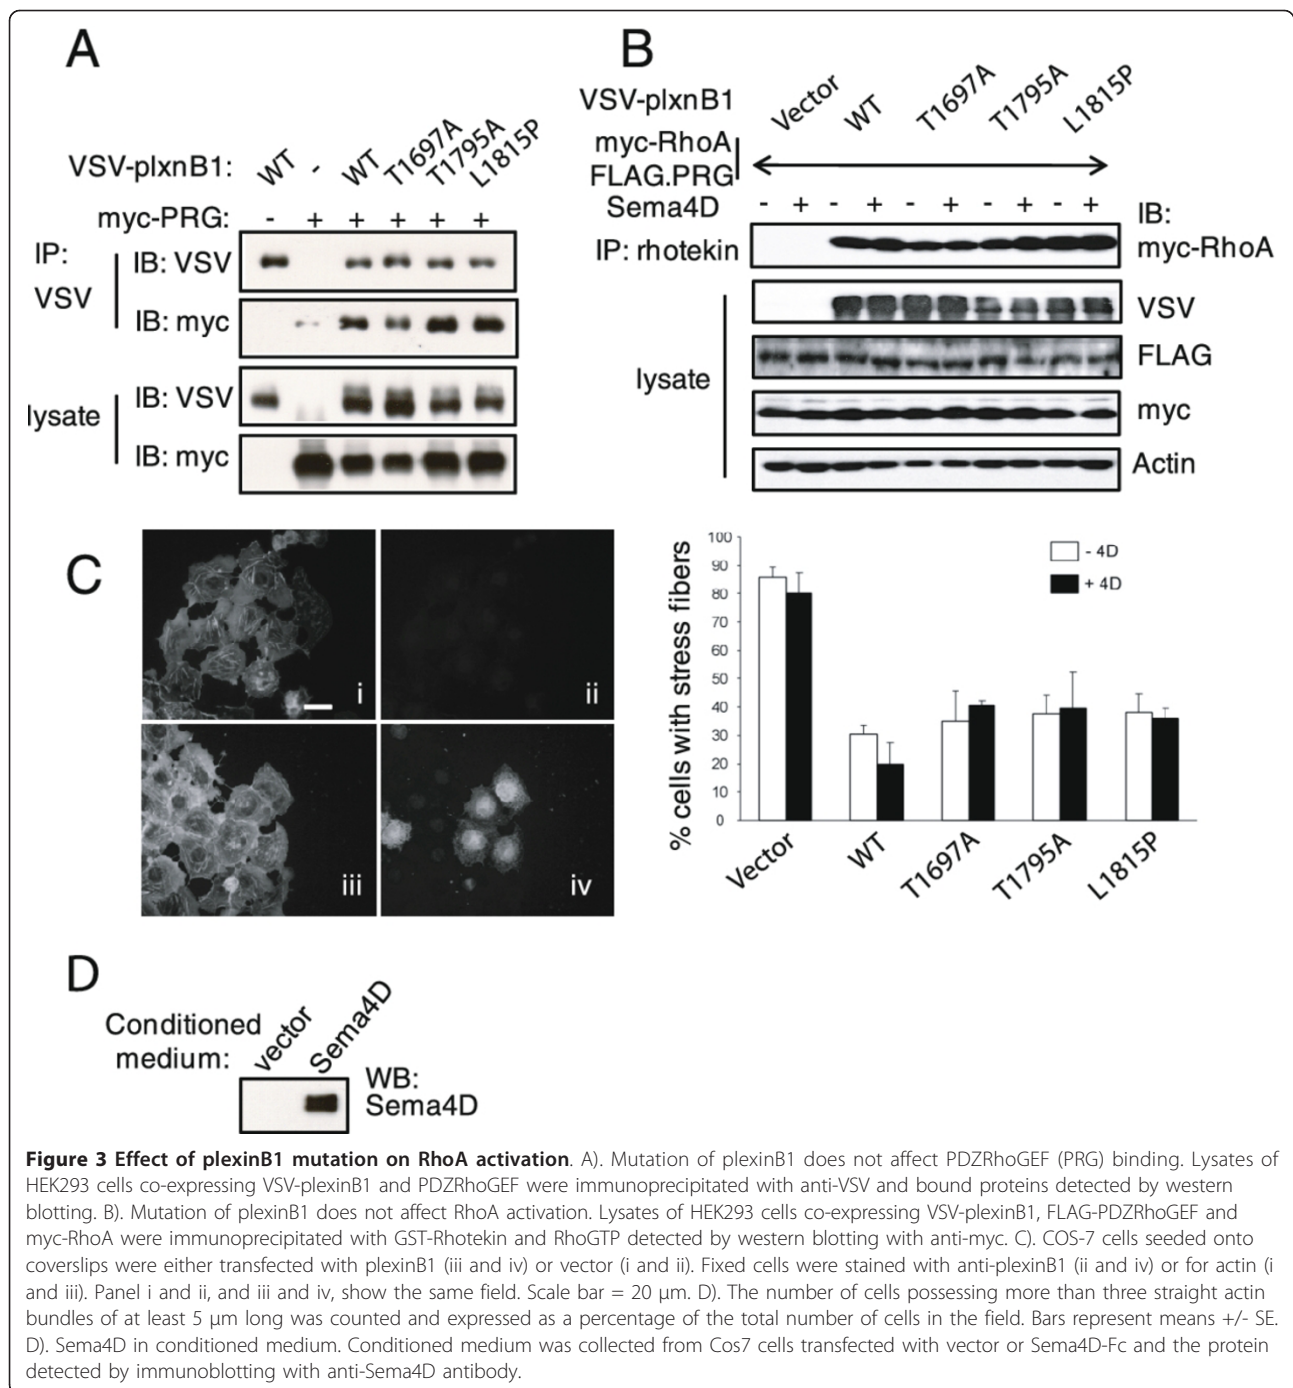 A
VSV-plxnB1: WT - WT T1697A T1795A L1815P
myc-PRG: - + + + + +
IP: VSV
IB: VSV
IB: myc
lysate
IB: VSV
IB: myc
B
VSV-plxnB1 Vector WT T1697A T1795A L1815P
myc-RhoA
FLAG.PRG
Sema4D - + - + - + - + - +
IB:
IP: rhotekin myc-RhoA
lysate
VSV
FLAG
myc
Actin
C
i
ii
iii
iv
% cells with stress fibers
100
90
80
70
60
50
40
30
20
10
0
- 4D
+ 4D
Vector WT T1697A T1795A L1815P
D
Conditioned
medium: vector Sema4D
WB:
Sema4D
Figure 3 Effect of plexinB1 mutation on RhoA activation. A). Mutation of plexinB1 does not affect PDZRhoGEF (PRG) binding. Lysates of
HEK293 cells co-expressing VSV-plexinB1 and PDZRhoGEF were immunoprecipitated with anti-VSV and bound proteins detected by western
blotting. B). Mutation of plexinB1 does not affect RhoA activation. Lysates of HEK293 cells co-expressing VSV-plexinB1, FLAG-PDZRhoGEF and
myc-RhoA were immunoprecipitated with GST-Rhotekin and RhoGTP detected by western blotting with anti-myc. C). COS-7 cells seeded onto
coverslips were either transfected with plexinB1 (iii and iv) or vector (i and ii). Fixed cells were stained with anti-plexinB1 (ii and iv) or for actin (i
and iii). Panel i and ii, and iii and iv, show the same field. Scale bar = 20 μm. D). The number of cells possessing more than three straight actin
bundles of at least 5 μm long was counted and expressed as a percentage of the total number of cells in the field. Bars represent means +/- SE.
D). Sema4D in conditioned medium. Conditioned medium was collected from Cos7 cells transfected with vector or Sema4D-Fc and the protein
detected by immunoblotting with anti-Sema4D antibody.